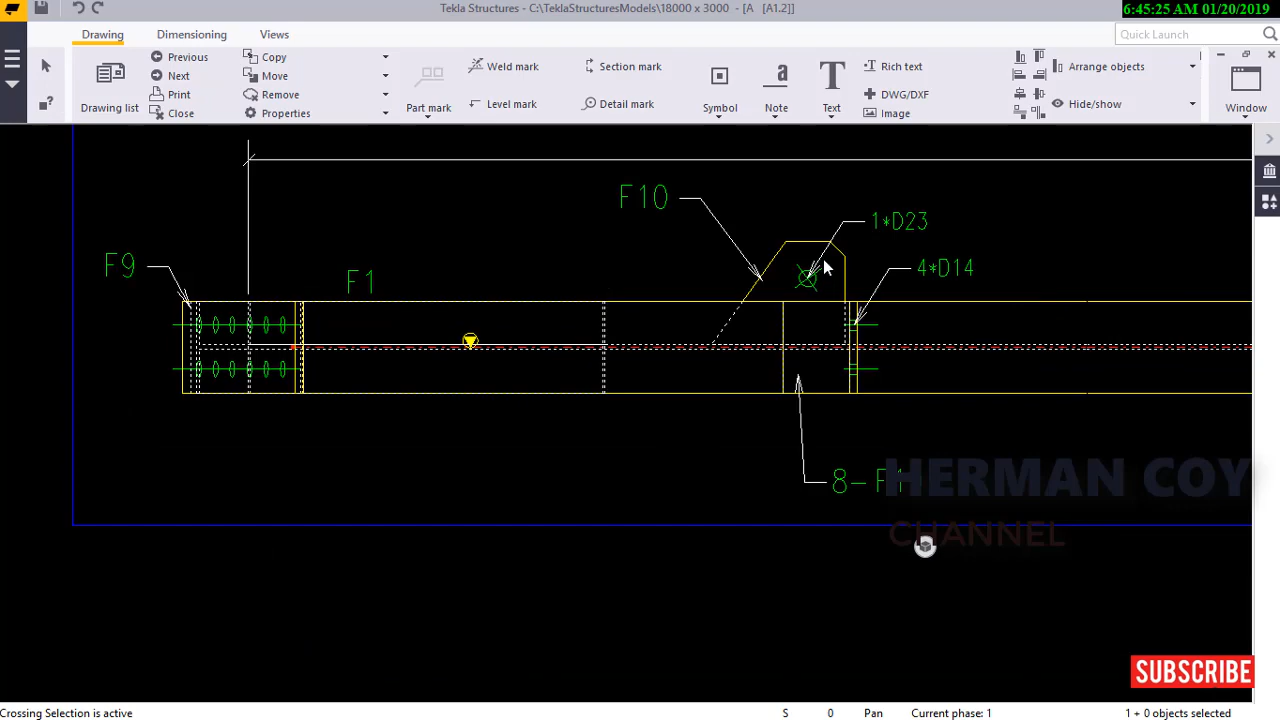 Tekla Structures - C:\TeklaStructuresModels\18000 x 3000 - [A [A1.2]]
6:45:25 AM 01/20/2019
Drawing
Dimensioning
Views
Quick Launch
Drawing list
Previous
Next
Print
Close
Copy
Move
Remove
Properties
Part mark
Weld mark
Level mark
Section mark
Detail mark
Symbol
Note
Text
Rich text
DWG/DXF
Image
Arrange objects
Hide/show
Window
F10
1*D23
F9
F1
4*D14
8-
HERMAN COY
CHANNEL
SUBSCRIBE
Crossing Selection is active
S
0
Pan
Current phase: 1
1 + 0 objects selected